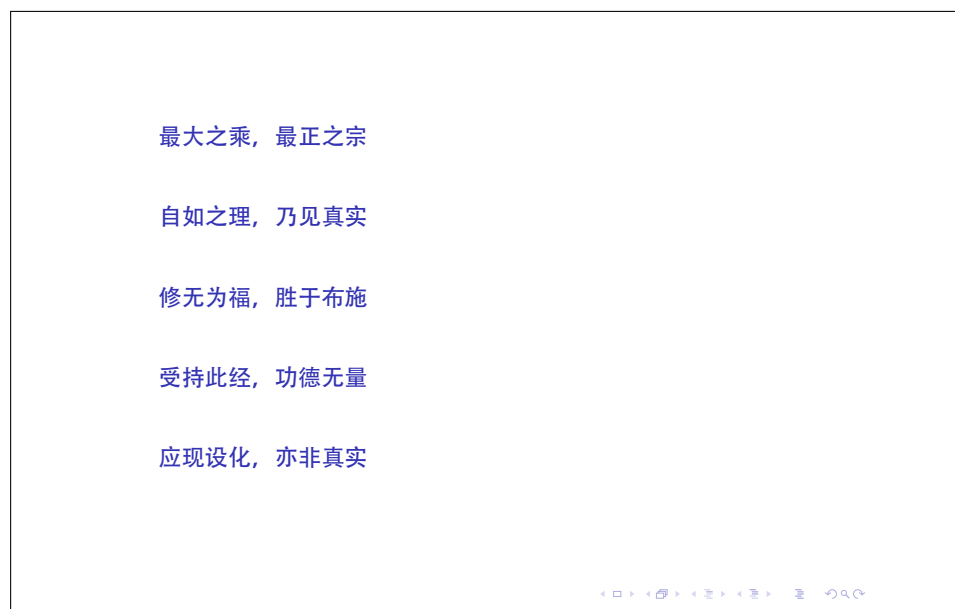 最大之乘，最正之宗
自如之理，乃见真实
修无为福，胜于布施
受持此经，功德无量
应现设化，亦非真实